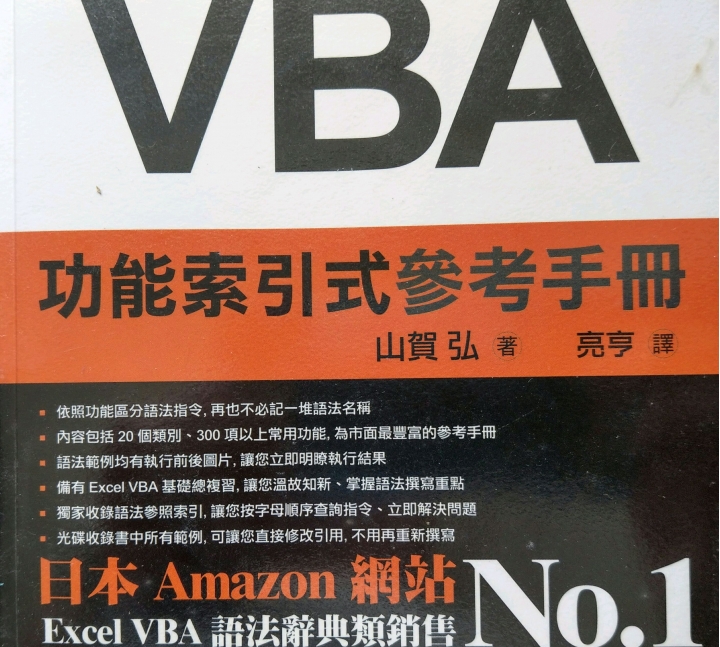 VBA
功能索引式參考手冊
山賀 弘 著 亮亨 譯
▪ 依照功能區分語法指令, 再也不必記一堆語法名稱
▪ 內容包括 20 個類別、300 項以上常用功能, 為市面最豐富的參考手冊
▪ 語法範例均有執行前後圖片, 讓您立即明瞭執行結果
▪ 備有 Excel VBA 基礎總複習, 讓您溫故知新、掌握語法撰寫重點
▪ 獨家收錄語法參照索引, 讓您按字母順序查詢指令、立即解決問題
▪ 光碟收錄書中所有範例, 可讓您直接修改引用, 不用再重新撰寫
日本 Amazon 網站 No.1
Excel VBA 語法辭典類銷售